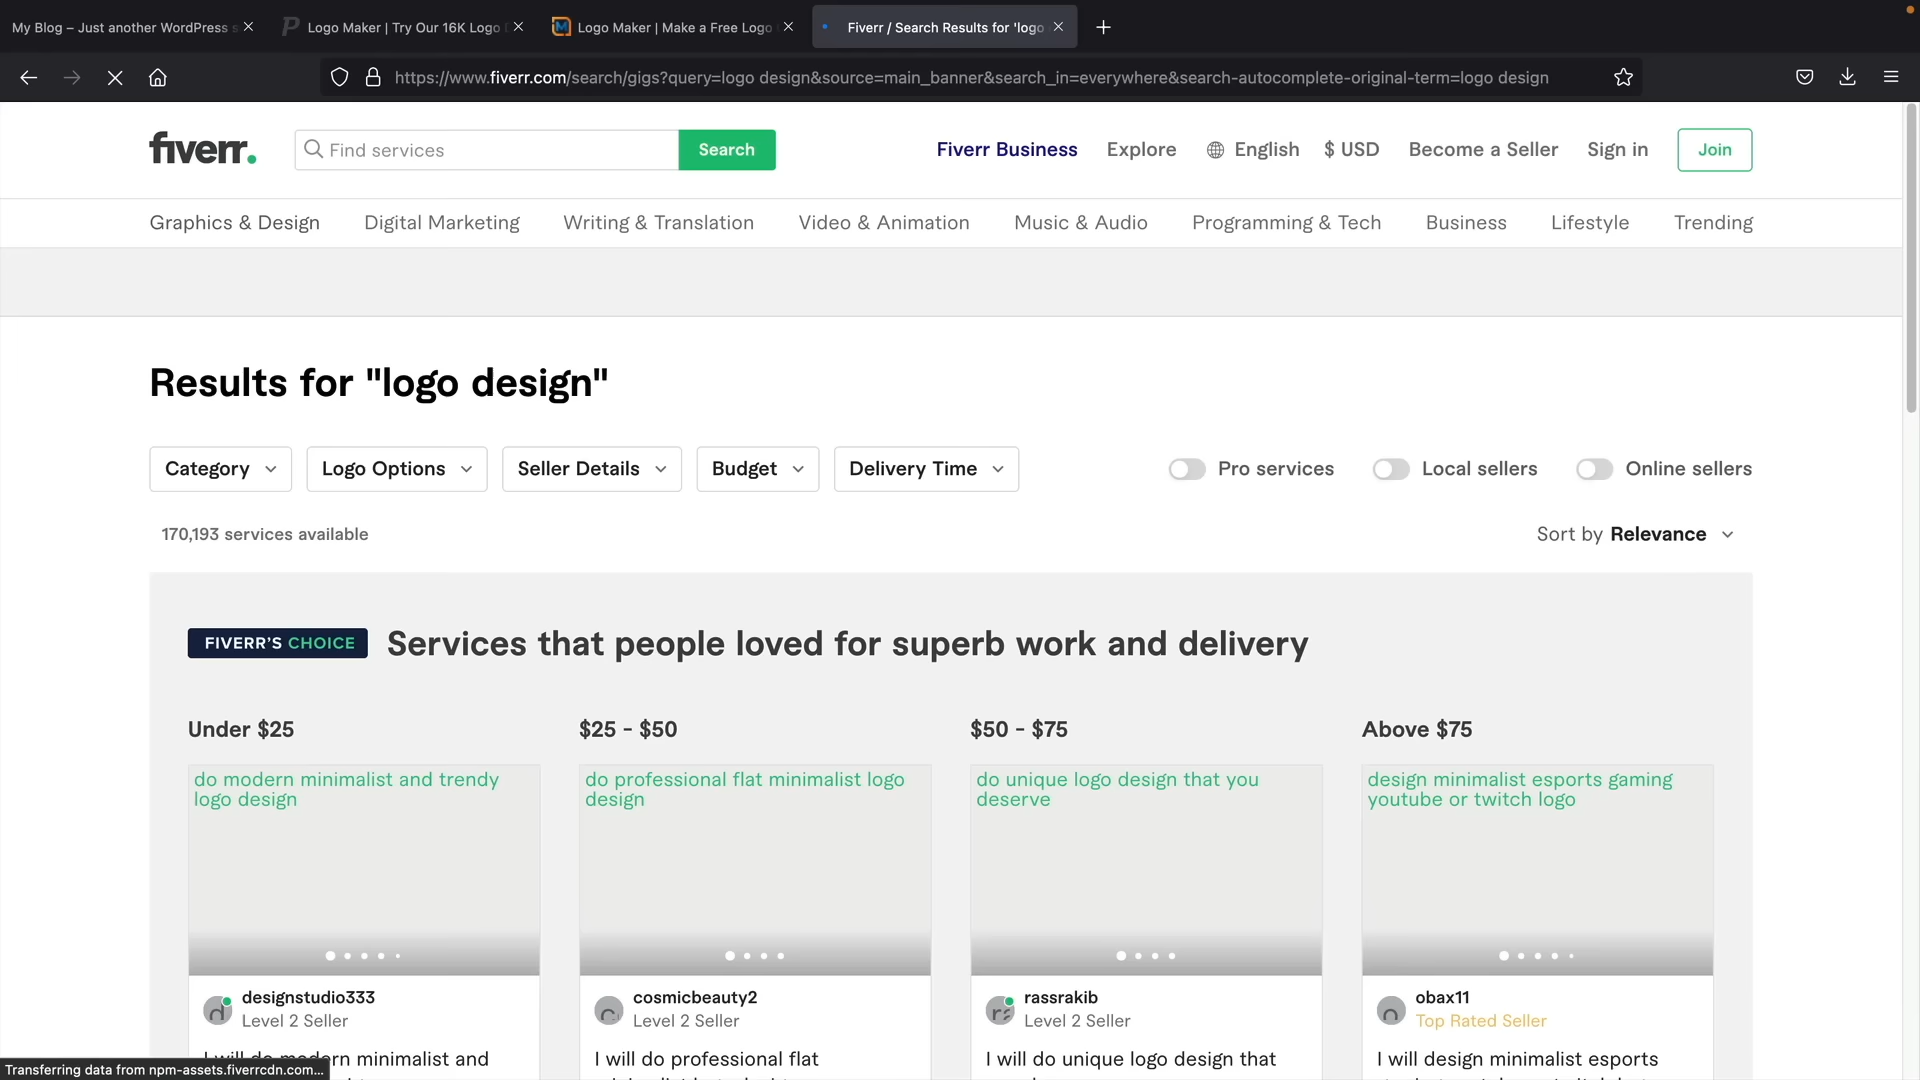 My Blog – Just another WordPress s
Logo Maker | Try Our 16K Logo
Logo Maker | Make a Free Logo
Fiverr / Search Results for 'logo
https://www.fiverr.com/search/gigs?query=logo design&source=main_banner&search_in=everywhere&search-autocomplete-original-term=logo design
fiverr.
Find services
Search
Fiverr Business
Explore
English
$ USD
Become a Seller
Sign in
Join
Graphics & Design
Digital Marketing
Writing & Translation
Video & Animation
Music & Audio
Programming & Tech
Business
Lifestyle
Trending
Results for "logo design"
Category
Logo Options
Seller Details
Budget
Delivery Time
Pro services
Local sellers
Online sellers
170,193 services available
Sort by Relevance
FIVERR'S CHOICE
Services that people loved for superb work and delivery
Under $25
$25 - $50
$50 - $75
Above $75
do modern minimalist and trendy
logo design
do professional flat minimalist logo
design
do unique logo design that you
deserve
design minimalist esports gaming
youtube or twitch logo
designstudio333
Level 2 Seller
cosmicbeauty2
Level 2 Seller
rassrakib
Level 2 Seller
obax11
Top Rated Seller
I will do modern minimalist and
I will do professional flat
I will do unique logo design that
I will design minimalist esports
Transferring data from npm-assets.fiverrcdn.com...